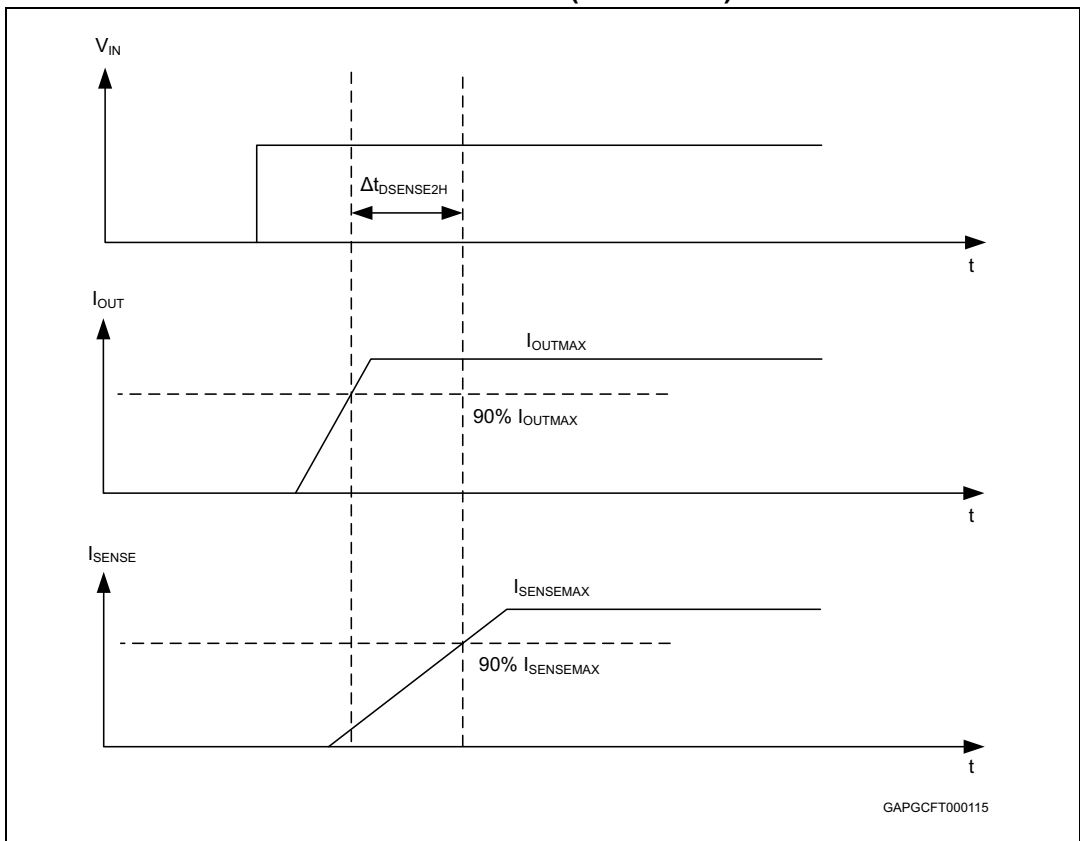 V_IN
Δt_DSENSE2H
t
I_OUT
I_OUTMAX
90% I_OUTMAX
t
I_SENSE
I_SENSEMAX
90% I_SENSEMAX
t
GAPGCFT000115